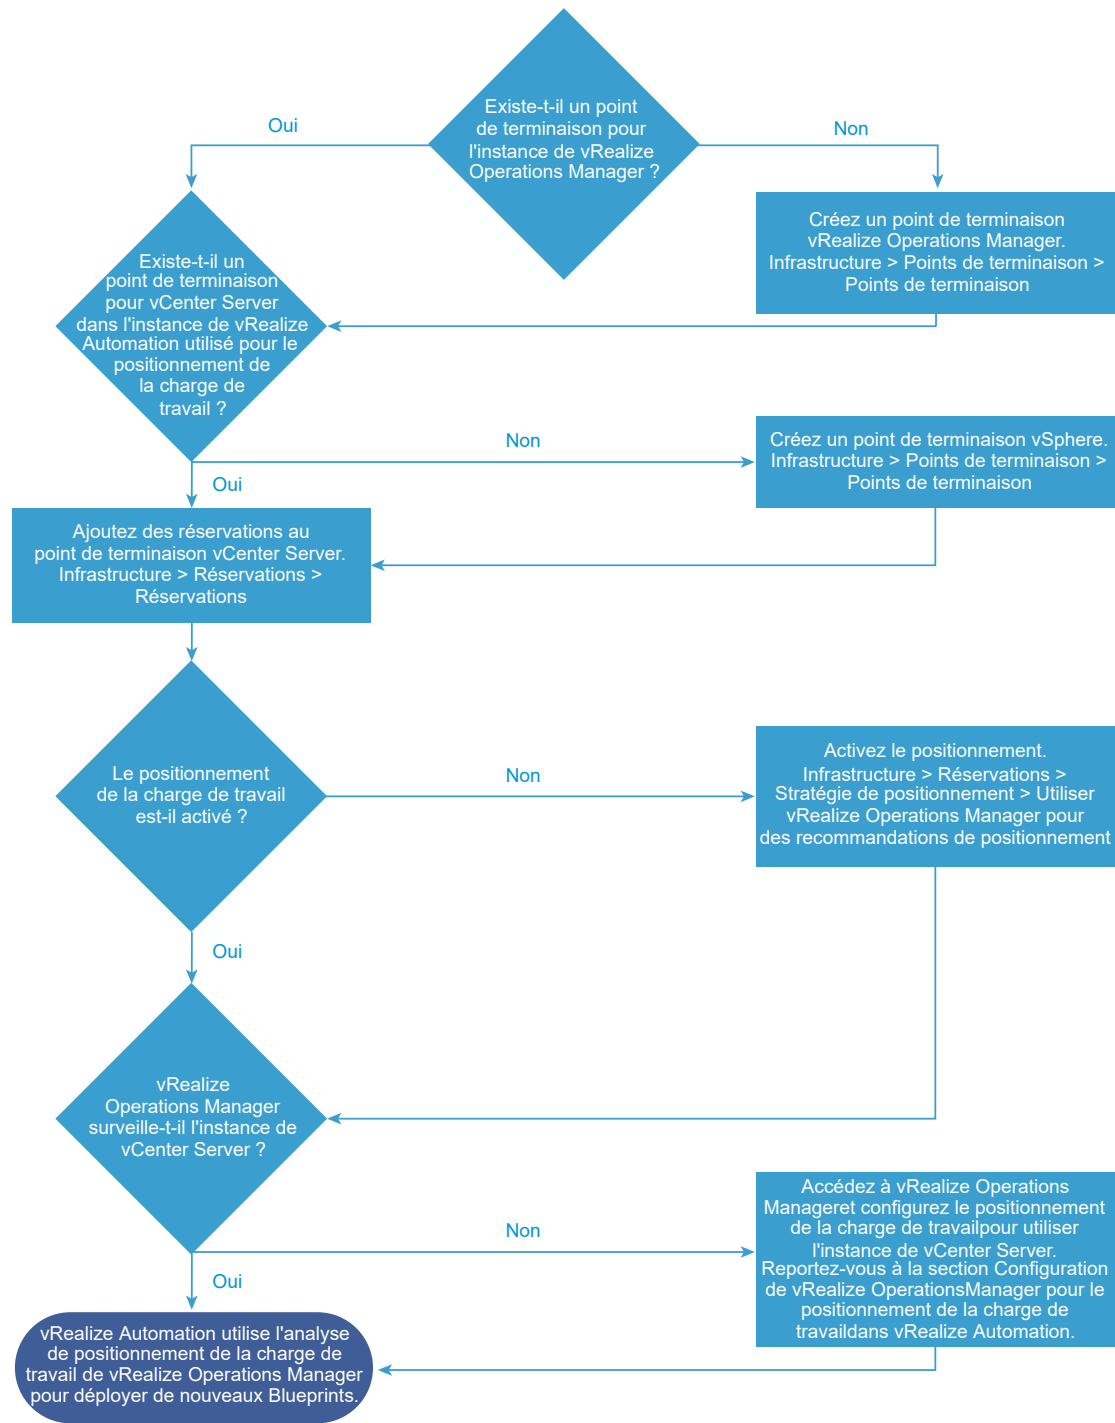 Existe-t-il un point
de terminaison pour
l'instance de vRealize
Operations Manager ?
Oui
Non
Créez un point de terminaison
vRealize Operations Manager.
Infrastructure > Points de terminaison >
Points de terminaison
Existe-t-il un
point de terminaison
pour vCenter Server
dans l'instance de vRealize
Automation utilisé pour le
positionnement de
la charge de
travail ?
Non
Créez un point de terminaison vSphere.
Infrastructure > Points de terminaison >
Points de terminaison
Oui
Ajoutez des réservations au
point de terminaison vCenter Server.
Infrastructure > Réservations >
Réservations
Le positionnement
de la charge de travail
est-il activé ?
Non
Activez le positionnement.
Infrastructure > Réservations >
Stratégie de positionnement > Utiliser
vRealize Operations Manager pour
des recommandations de positionnement
Oui
vRealize
Operations Manager
surveille-t-il l'instance de
vCenter Server ?
Non
Accédez à vRealize Operations
Manageret configurez le positionnement
de la charge de travailpour utiliser
l'instance de vCenter Server.
Reportez-vous à la section Configuration
de vRealize OperationsManager pour le
positionnement de la charge de
travaildans vRealize Automation.
Oui
vRealize Automation utilise l'analyse
de positionnement de la charge de
travail de vRealize Operations Manager
pour déployer de nouveaux Blueprints.